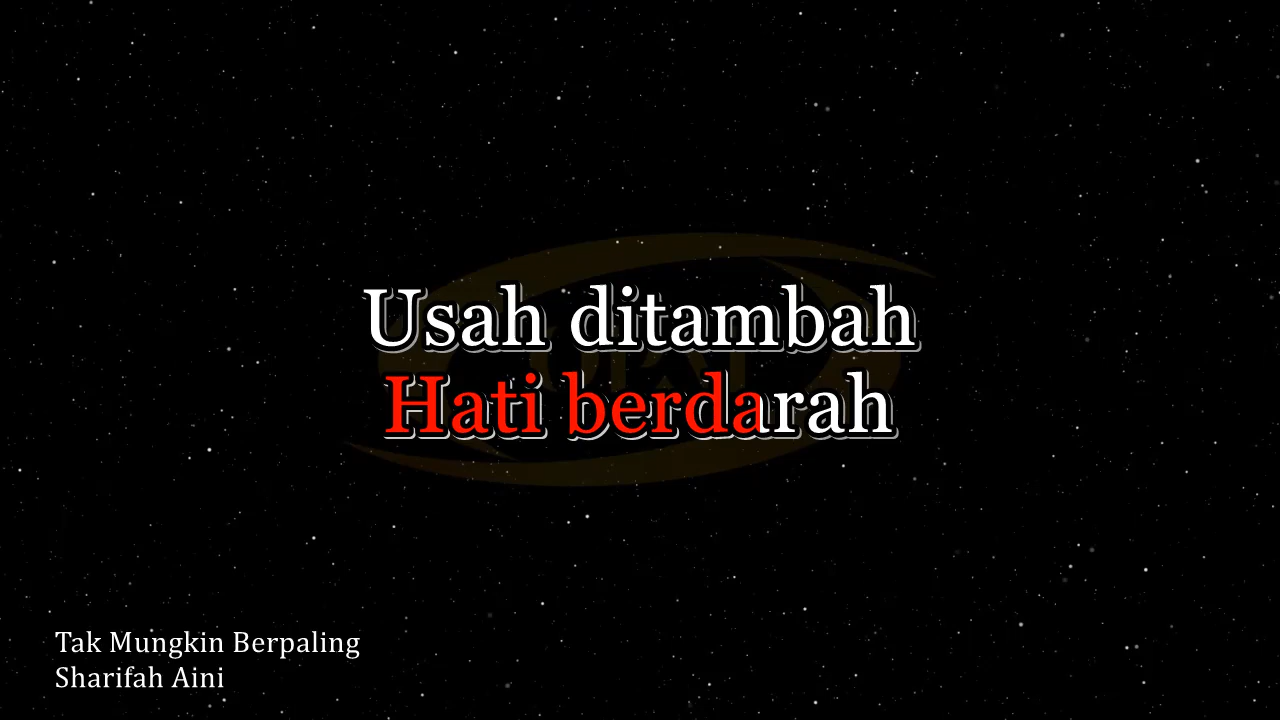 Usah ditambah
Hati berdarah
Tak Mungkin Berpaling
Sharifah Aini